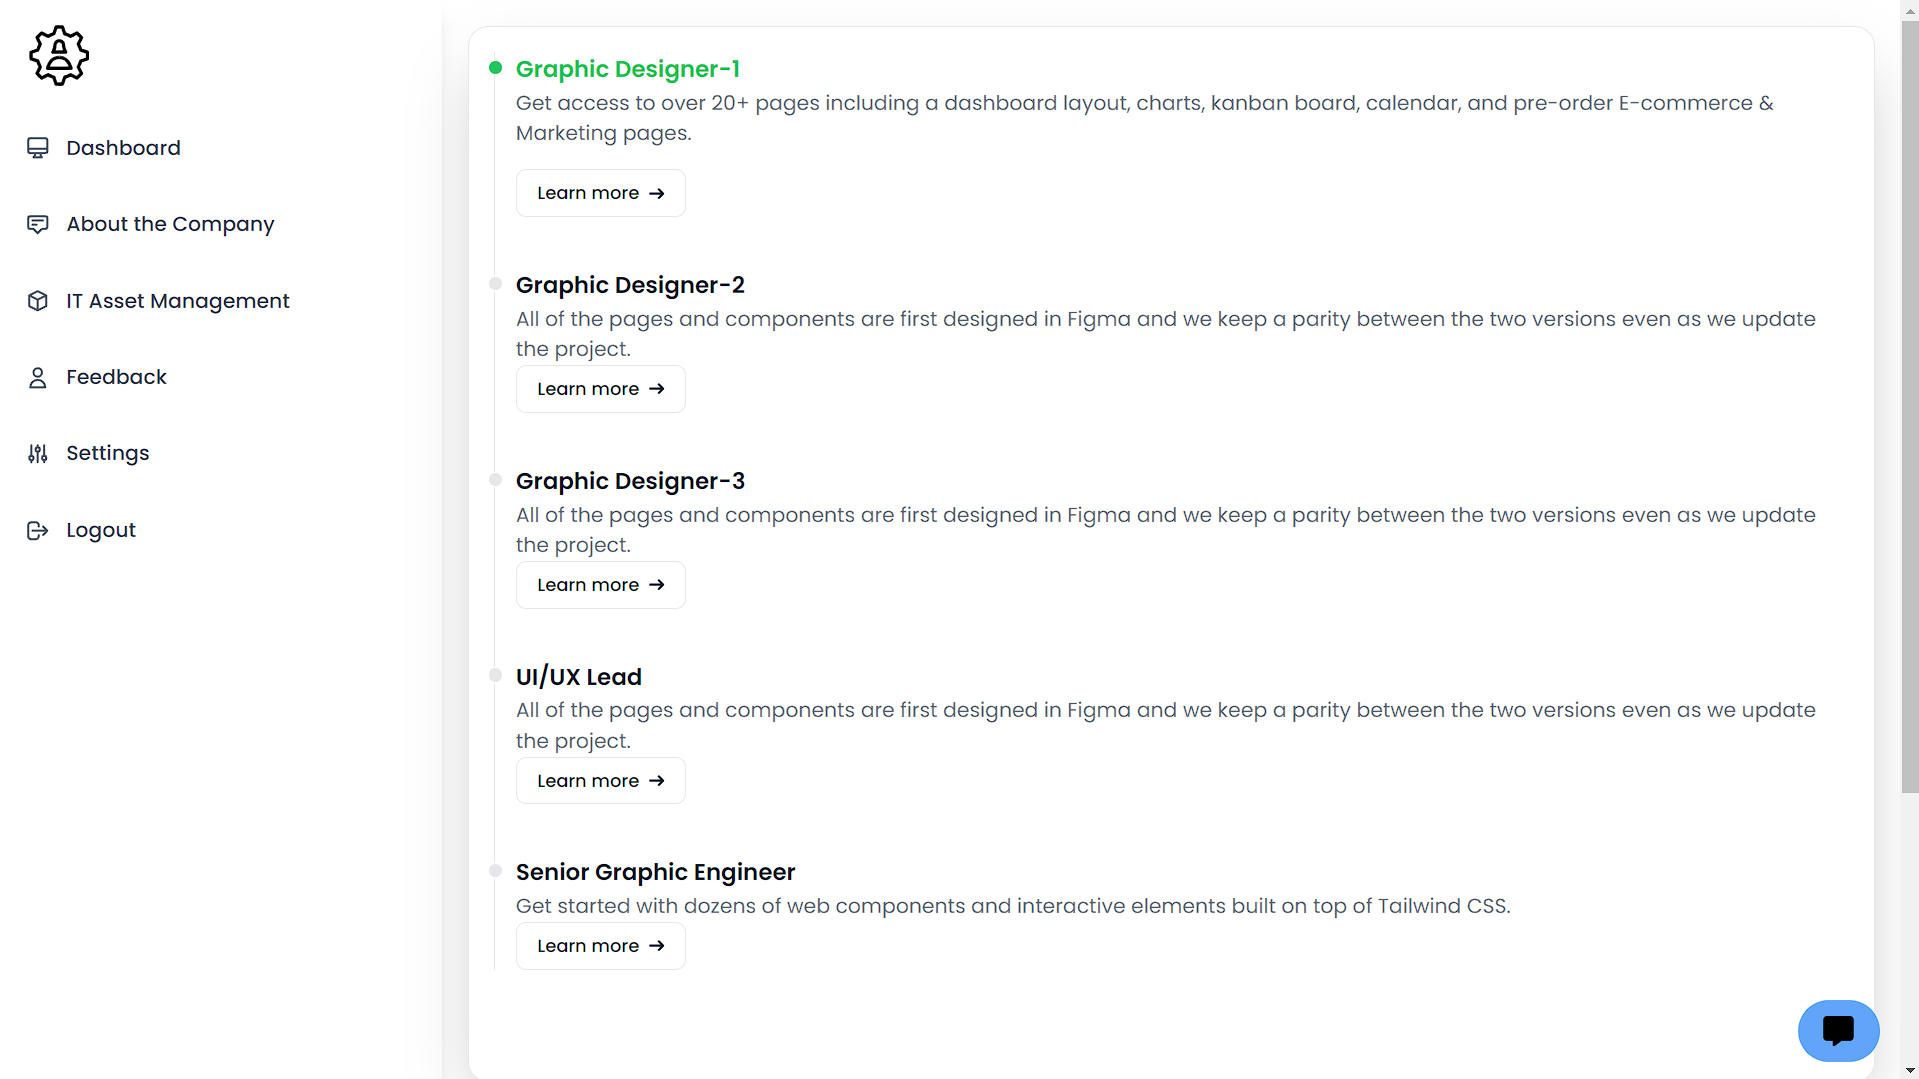 Dashboard
About the Company
IT Asset Management
Feedback
Settings
Logout
Graphic Designer-1
Get access to over 20+ pages including a dashboard layout, charts, kanban board, calendar, and pre-order E-commerce &
Marketing pages.
Learn more →
Graphic Designer-2
All of the pages and components are first designed in Figma and we keep a parity between the two versions even as we update
the project.
Learn more →
Graphic Designer-3
All of the pages and components are first designed in Figma and we keep a parity between the two versions even as we update
the project.
Learn more →
UI/UX Lead
All of the pages and components are first designed in Figma and we keep a parity between the two versions even as we update
the project.
Learn more →
Senior Graphic Engineer
Get started with dozens of web components and interactive elements built on top of Tailwind CSS.
Learn more →